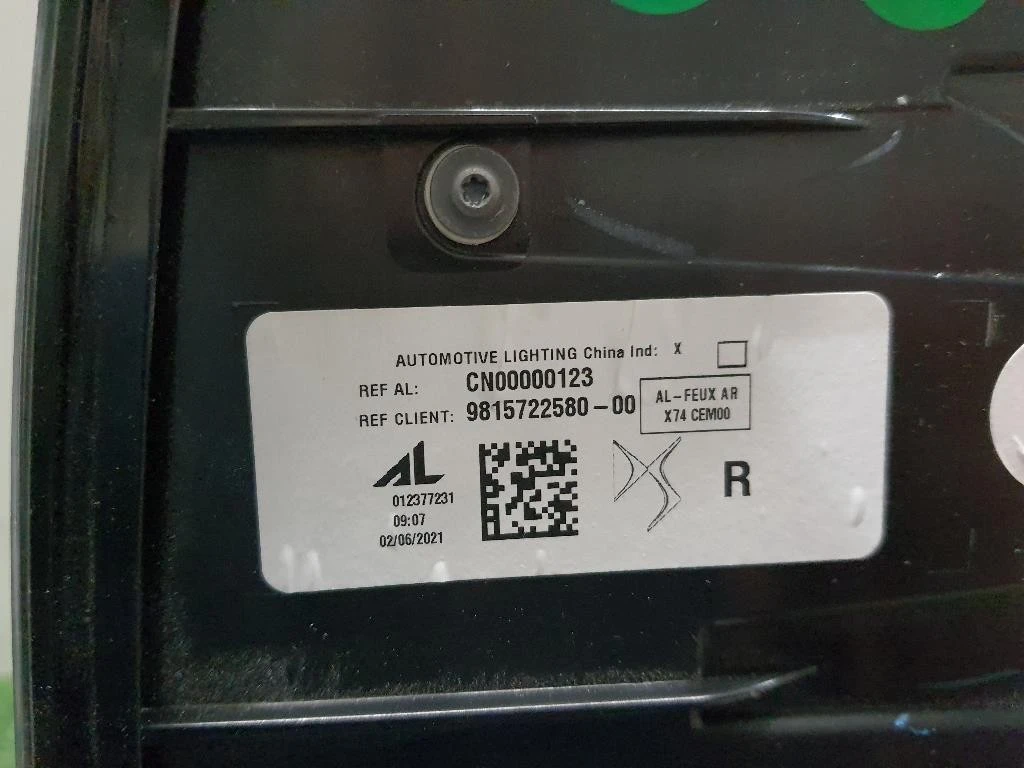 AUTOMOTIVE LIGHTING China Ind: X
REF AL: CN00000123
REF CLIENT: 9815722580-00
AL-FEUX AR
X74 CEM00
AL
012377231
09:07
02/06/2021
DS
R